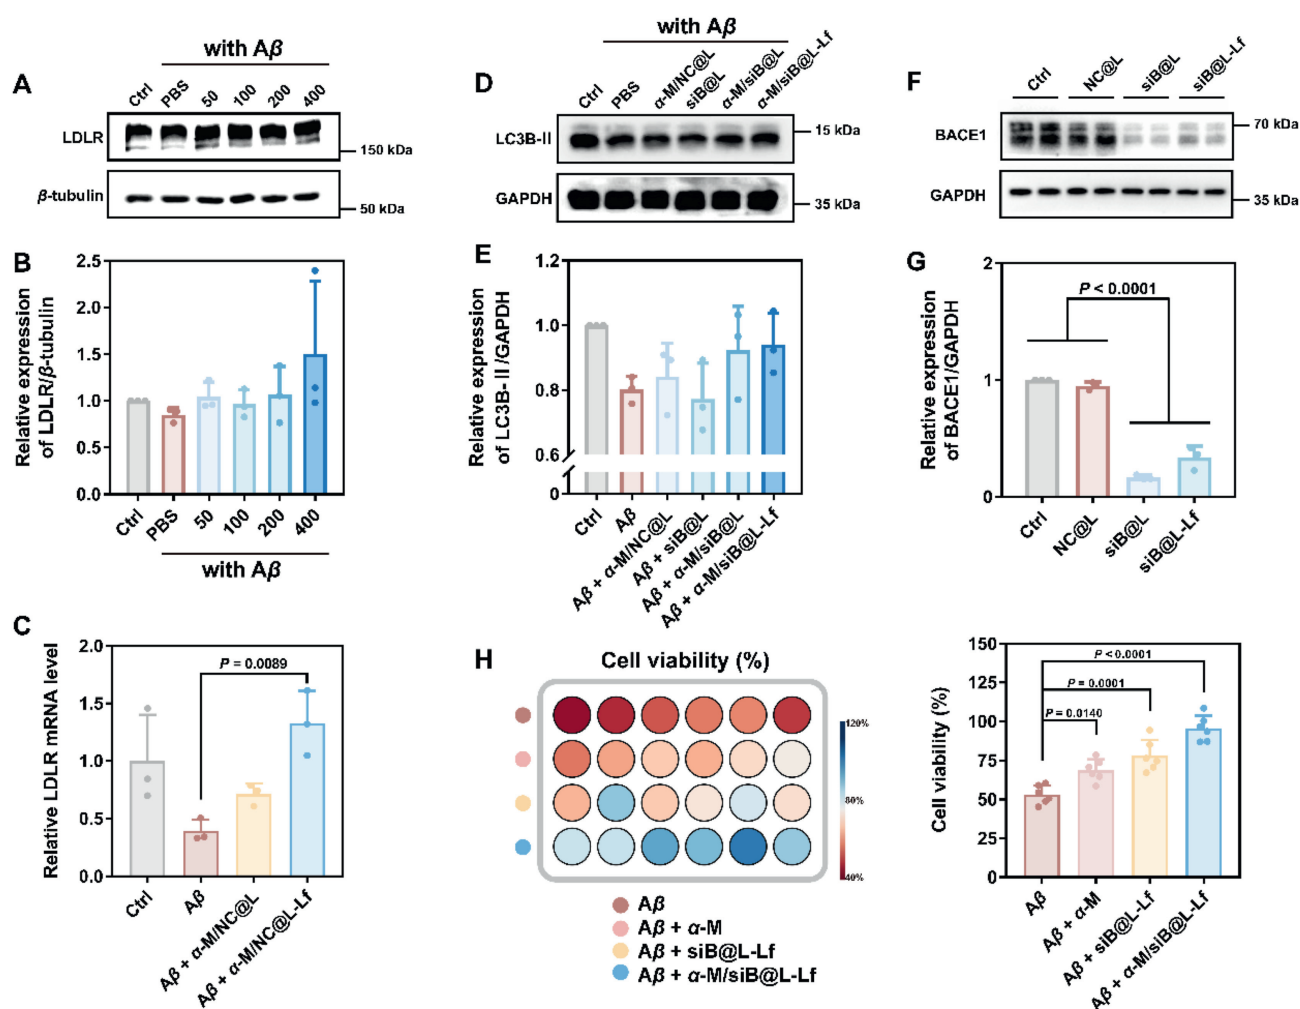 A
with Aβ
Ctrl
PBS
50
100
200
400
LDLR
150 kDa
β-tubulin
50 kDa
B
Relative expression
of LDLR/β-tubulin
2.5
2.0
1.5
1.0
0.5
0.0
Ctrl
PBS
50
100
200
400
with Aβ
C
Relative LDLR mRNA level
2.0
1.5
1.0
0.5
0.0
P = 0.0089
Ctrl
Aβ
Aβ + α-M/NC@L
Aβ + α-M/NC@L-Lf
D
with Aβ
Ctrl
PBS
α-M/NC@L
siB@L
α-M/siB@L
α-M/siB@L-Lf
LC3B-II
15 kDa
GAPDH
35 kDa
E
Relative expression
of LC3B-II/GAPDH
1.2
1.0
0.8
0.6
0
Ctrl
Aβ
Aβ + α-M/NC@L
Aβ + siB@L
Aβ + α-M/siB@L
Aβ + α-M/siB@L-Lf
F
Ctrl
NC@L
siB@L
siB@L-Lf
BACE1
70 kDa
GAPDH
35 kDa
G
Relative expression
of BACE1/GAPDH
2
1
0
P < 0.0001
Ctrl
NC@L
siB@L
siB@L-Lf
H
Cell viability (%)
120%
80%
40%
Aβ
Aβ + α-M
Aβ + siB@L-Lf
Aβ + α-M/siB@L-Lf
Cell viability (%)
150
125
100
75
50
25
0
P < 0.0001
P = 0.0001
P = 0.0140
Aβ
Aβ + α-M
Aβ + siB@L-Lf
Aβ + α-M/siB@L-Lf